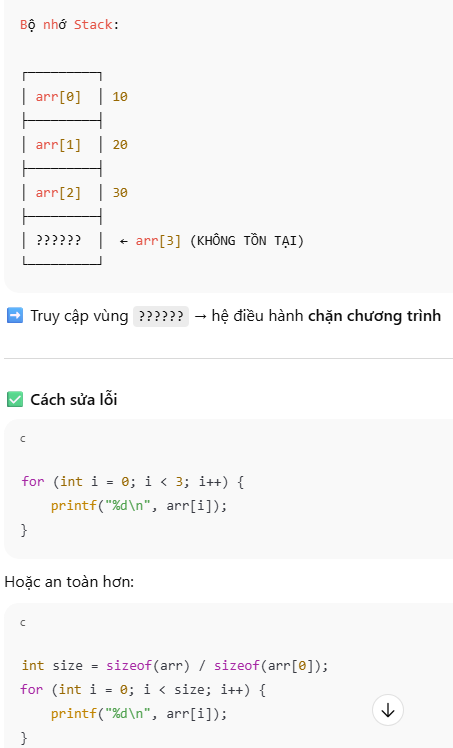 Bộ nhớ Stack:
┌─────────┐
│ arr[0]  │ 10
├─────────┤
│ arr[1]  │ 20
├─────────┤
│ arr[2]  │ 30
├─────────┤
│ ??????  │  ← arr[3] (KHÔNG TỒN TẠI)
└─────────┘
➡️ Truy cập vùng ?????? → hệ điều hành chặn chương trình
✅ Cách sửa lỗi
c
for (int i = 0; i < 3; i++) {
    printf("%d\n", arr[i]);
}
Hoặc an toàn hơn:
c
int size = sizeof(arr) / sizeof(arr[0]);
for (int i = 0; i < size; i++) {
    printf("%d\n", arr[i]);
}